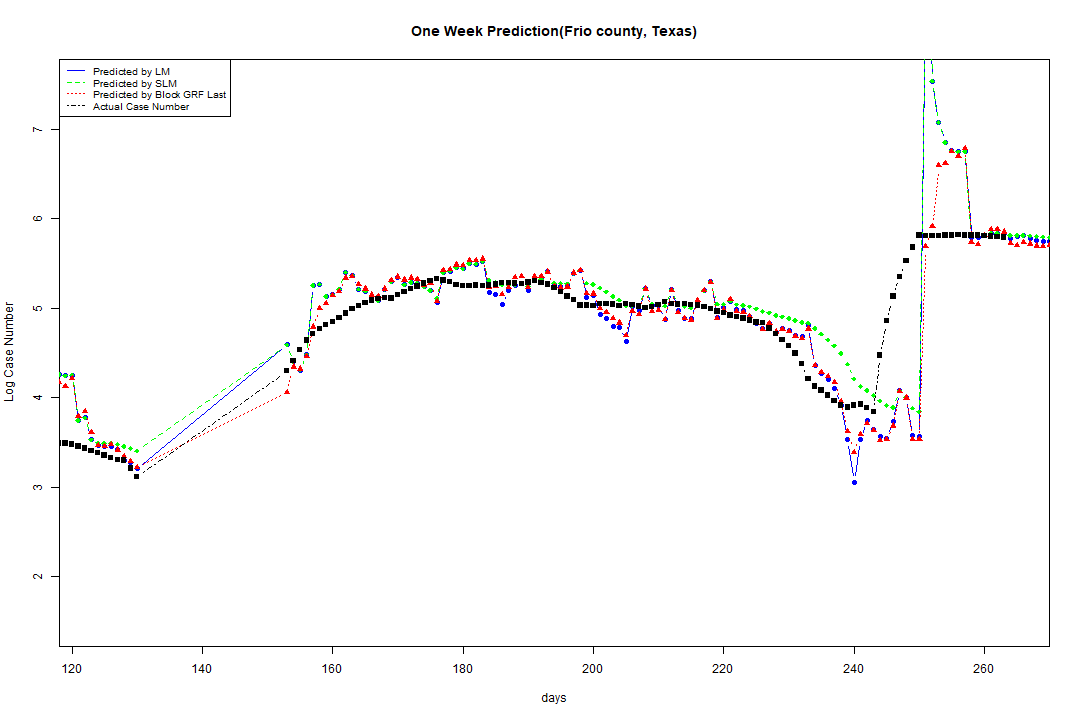 One Week Prediction(Frio county, Texas)
Predicted by LM
Predicted by SLM
Predicted by Block GRF Last
Actual Case Number
Log Case Number
7
6
5
4
3
2
120 140 160 180 200 220 240 260
days